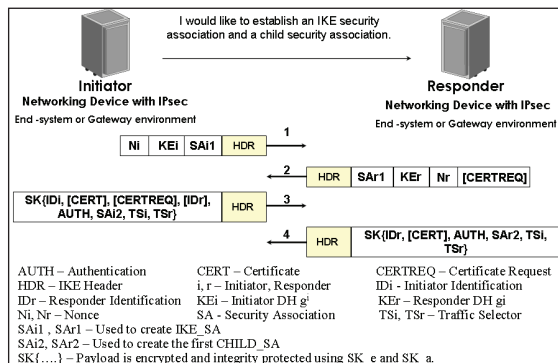 I would like to establish an IKE security
association and a child security association.
Initiator
Networking Device with IPsec
End -system or Gateway environment
Responder
Networking Device with IPsec
End -system or Gateway environment
1
Ni KEi SAi1 HDR
2
HDR SAr1 KEr Nr [CERTREQ]
3
SK{IDi, [CERT], [CERTREQ], [IDr],
AUTH, SAi2, TSi, TSr}
HDR
4
HDR
SK{IDr, [CERT], AUTH, SAr2, TSi,
TSr}
AUTH – Authentication
CERT – Certificate
CERTREQ – Certificate Request
HDR – IKE Header
i, r – Initiator, Responder
IDi - Initiator Identification
IDr – Responder Identification
KEi – Initiator DH gi
KEr – Responder DH gi
Ni, Nr – Nonce
SA - Security Association
TSi, TSr – Traffic Selector
SAi1 , SAr1 – Used to create IKE_SA
SAi2, SAr2 – Used to create the first CHILD_SA
SK{….} – Payload is encrypted and integrity protected using SK_e and SK_a.